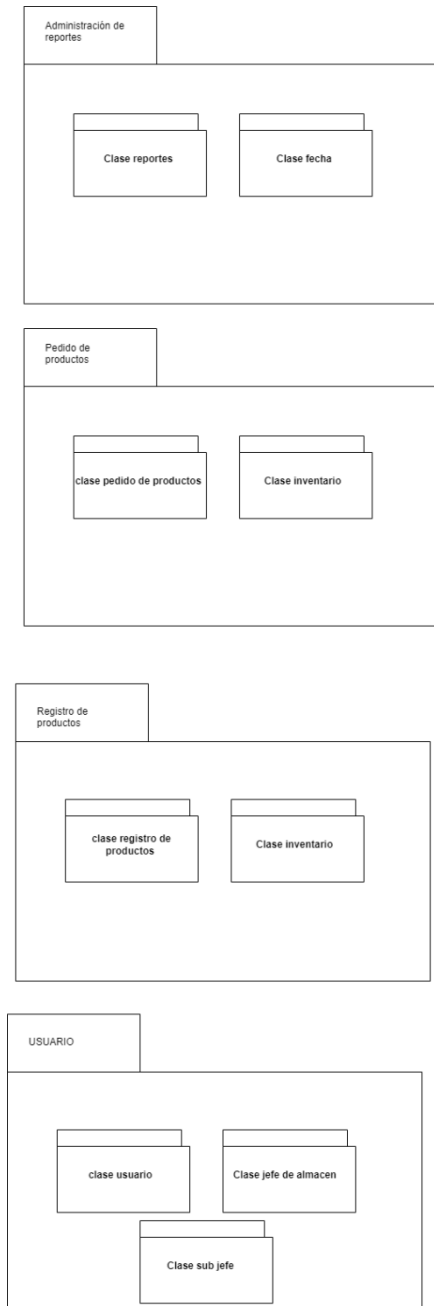 Administración de
reportes
Clase reportes
Clase fecha
Pedido de
productos
clase pedido de productos
Clase inventario
Registro de
productos
clase registro de
productos
Clase inventario
USUARIO
clase usuario
Clase jefe de almacen
Clase sub jefe